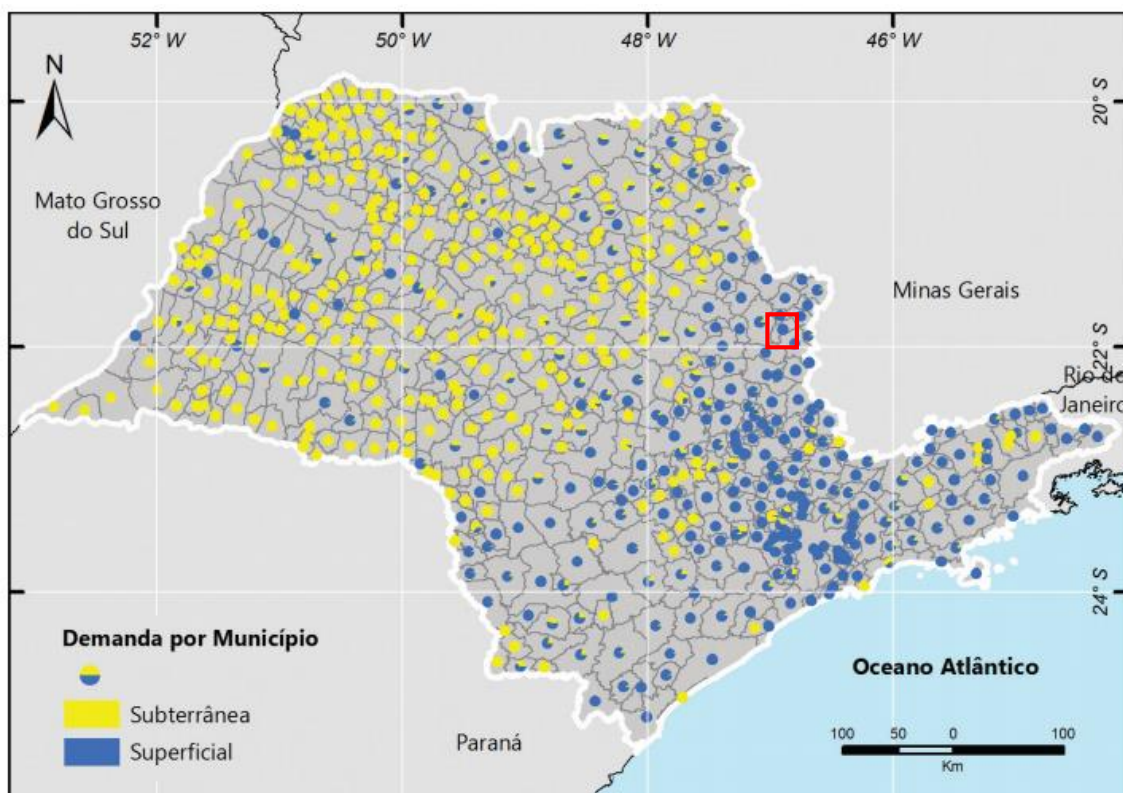 52° W
50° W
48° W
46° W
N
20° S
Mato Grosso
do Sul
Minas Gerais
22° S
Rio de
Janeiro
24° S
Demanda por Município
Subterrânea
Superficial
Oceano Atlântico
Paraná
100 50 0 100
Km